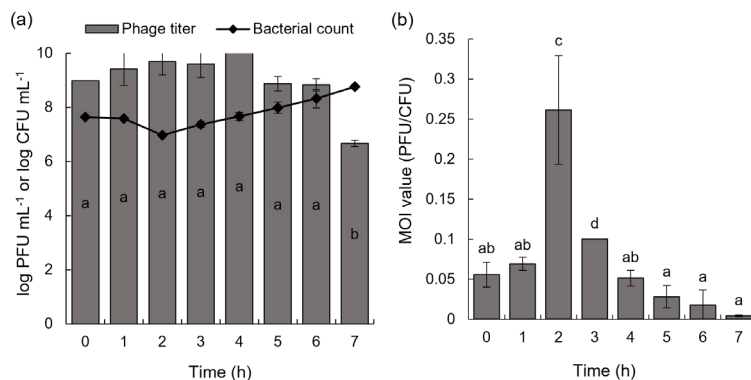 (a)
Phage titer
Bacterial count
log PFU mL⁻¹ or log CFU mL⁻¹
10
8
6
4
2
0
a a a a a a a b
0 1 2 3 4 5 6 7
Time (h)
(b)
MOI value (PFU/CFU)
0.35
0.3
0.25
0.2
0.15
0.1
0.05
0
ab ab c d ab a a a
0 1 2 3 4 5 6 7
Time (h)